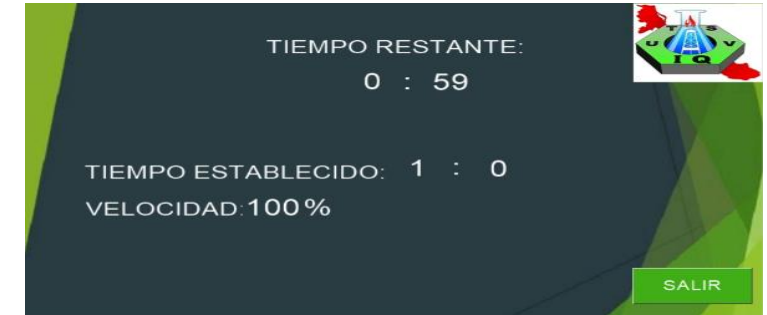 TIEMPO RESTANTE:
0 : 59
TIEMPO ESTABLECIDO: 1 : 0
VELOCIDAD:100%
SALIR
U T S V
I Q